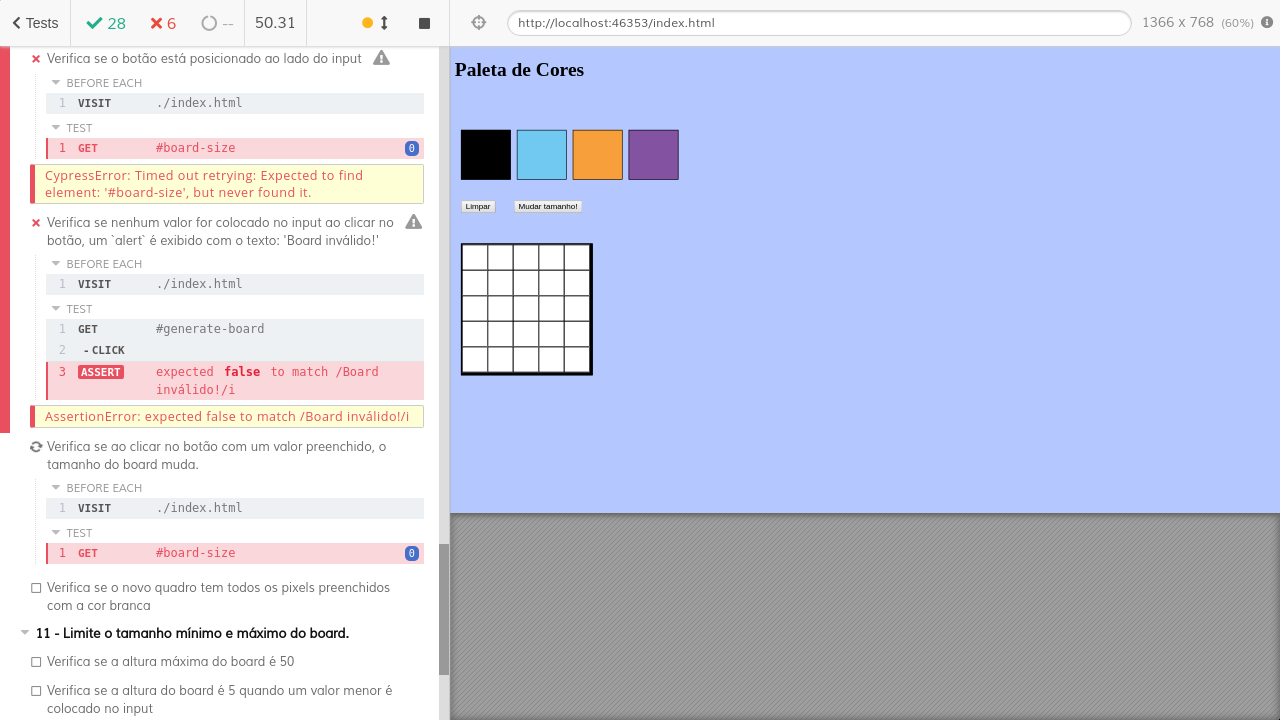 Tests 28 6 -- 50.31
http://localhost:46353/index.html 1366 x 768 (60%)
Verifica se o botão está posicionado ao lado do input
BEFORE EACH
1 VISIT ./index.html
TEST
1 GET #board-size 0
CypressError: Timed out retrying: Expected to find
element: '#board-size', but never found it.
Verifica se nenhum valor for colocado no input ao clicar no
botão, um `alert` é exibido com o texto: 'Board inválido!'
BEFORE EACH
1 VISIT ./index.html
TEST
1 GET #generate-board
2 -CLICK
3 ASSERT expected false to match /Board
inválido!/i
AssertionError: expected false to match /Board inválido!/i
Verifica se ao clicar no botão com um valor preenchido, o
tamanho do board muda.
BEFORE EACH
1 VISIT ./index.html
TEST
1 GET #board-size 0
Verifica se o novo quadro tem todos os pixels preenchidos
com a cor branca
11 - Limite o tamanho mínimo e máximo do board.
Verifica se a altura máxima do board é 50
Verifica se a altura do board é 5 quando um valor menor é
colocado no input
Paleta de Cores
Limpar Mudar tamanho!